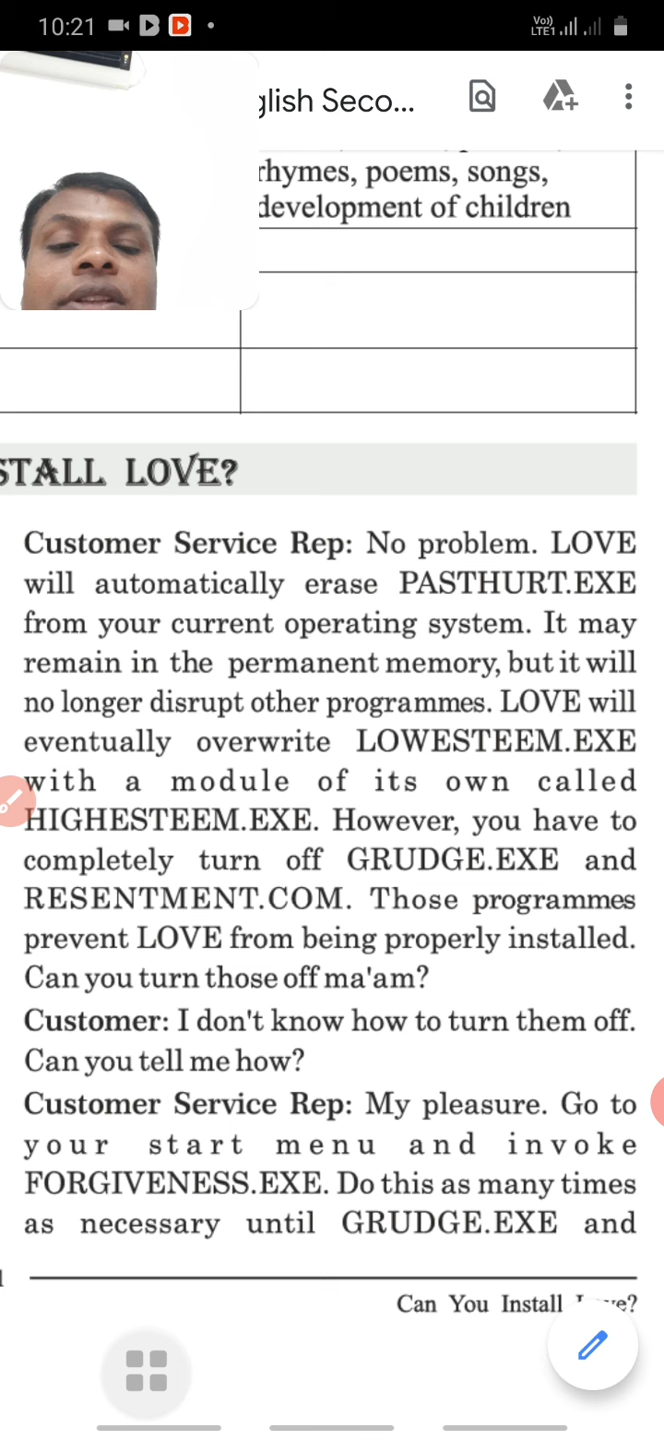 10:21
Vo))
LTE1
glish Seco...
rhymes, poems, songs,
development of children
STALL LOVE?
Customer Service Rep: No problem. LOVE
will automatically erase PASTHURT.EXE
from your current operating system. It may
remain in the permanent memory, but it will
no longer disrupt other programmes. LOVE will
eventually overwrite LOWESTEEM.EXE
with a module of its own called
HIGHESTEEM.EXE. However, you have to
completely turn off GRUDGE.EXE and
RESENTMENT.COM. Those programmes
prevent LOVE from being properly installed.
Can you turn those off ma'am?
Customer: I don't know how to turn them off.
Can you tell me how?
Customer Service Rep: My pleasure. Go to
your start menu and invoke
FORGIVENESS.EXE. Do this as many times
as necessary until GRUDGE.EXE and
Can You Install